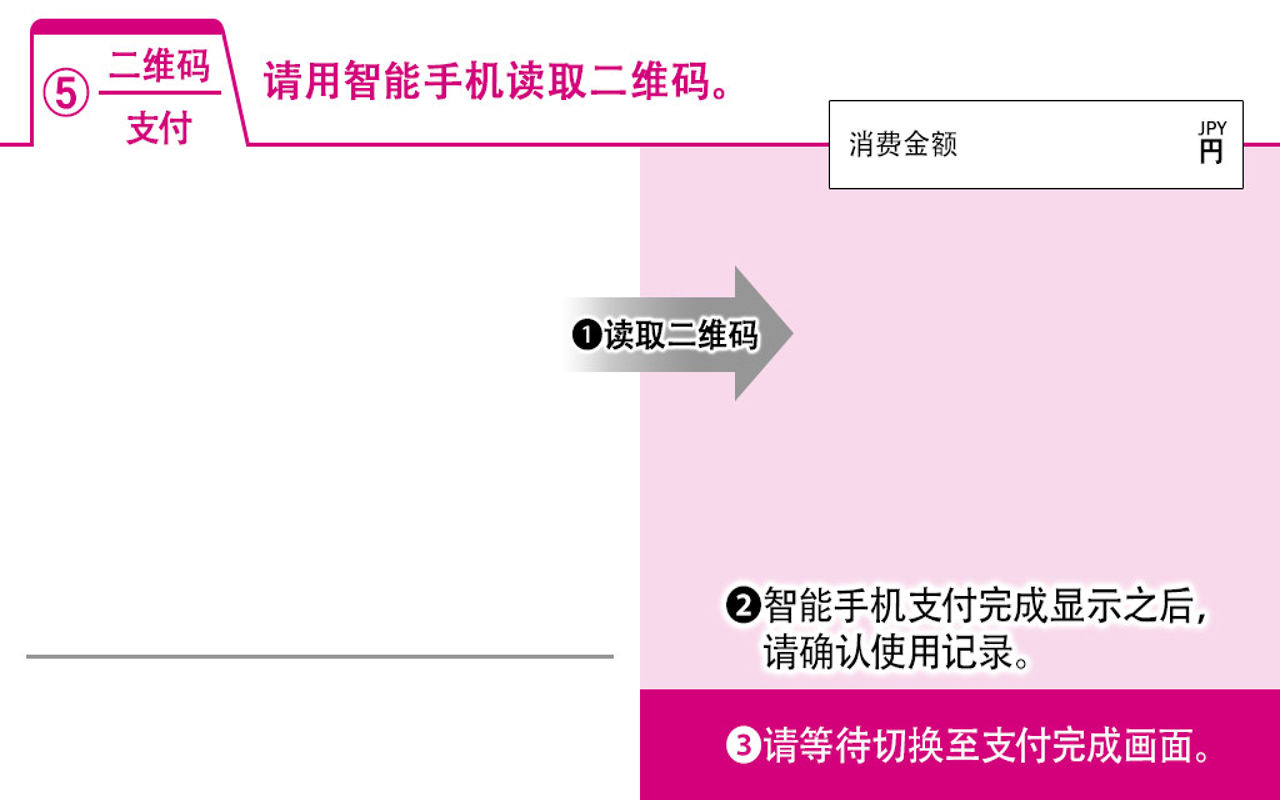 ⑤
二维码
支付
请用智能手机读取二维码。
消费金额
JPY
円
❶读取二维码
❷智能手机支付完成显示之后，
请确认使用记录。
❸请等待切换至支付完成画面。